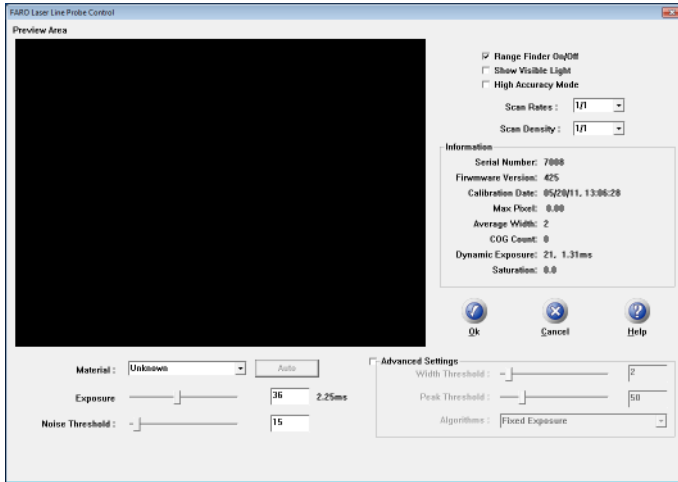 FARO Laser Line Probe Control
Preview Area
Range Finder On/Off
Show Visible Light
High Accuracy Mode
Scan Rates : 1/1
Scan Density : 1/1
Information
Serial Number: 7008
Firwmware Version: 425
Calibration Date: 05/20/11, 13:06:28
Max Pixel: 0.00
Average Width: 2
COG Count: 0
Dynamic Exposure: 21, 1.31ms
Saturation: 0.0
Ok Cancel Help
Material : Unknown Auto
Exposure 36 2.25ms
Noise Threshold : 15
Advanced Settings
Width Threshold : 2
Peak Threshold : 50
Algorithms : Fixed Exposure